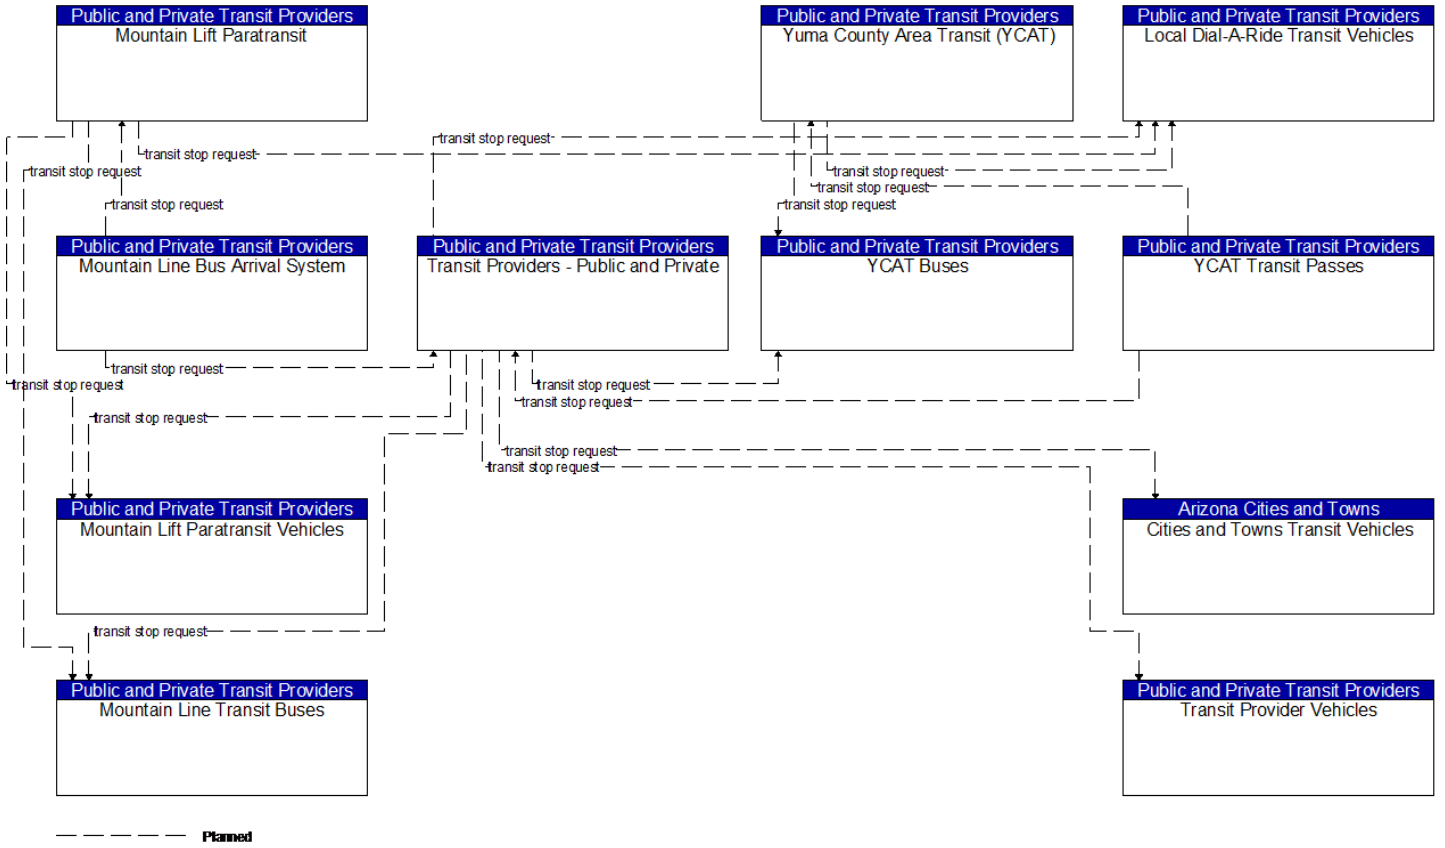 Public and Private Transit Providers
Mountain Lift Paratransit
Public and Private Transit Providers
Yuma County Area Transit (YCAT)
Public and Private Transit Providers
Local Dial-A-Ride Transit Vehicles
transit stop request
transit stop request
transit stop request
transit stop request
transit stop request
transit stop request
transit stop request
Public and Private Transit Providers
Mountain Line Bus Arrival System
Public and Private Transit Providers
Transit Providers - Public and Private
Public and Private Transit Providers
YCAT Buses
Public and Private Transit Providers
YCAT Transit Passes
transit stop request
transit stop request
transit stop request
transit stop request
transit stop request
transit stop request
transit stop request
Public and Private Transit Providers
Mountain Lift Paratransit Vehicles
Arizona Cities and Towns
Cities and Towns Transit Vehicles
transit stop request
Public and Private Transit Providers
Mountain Line Transit Buses
Public and Private Transit Providers
Transit Provider Vehicles
Planned